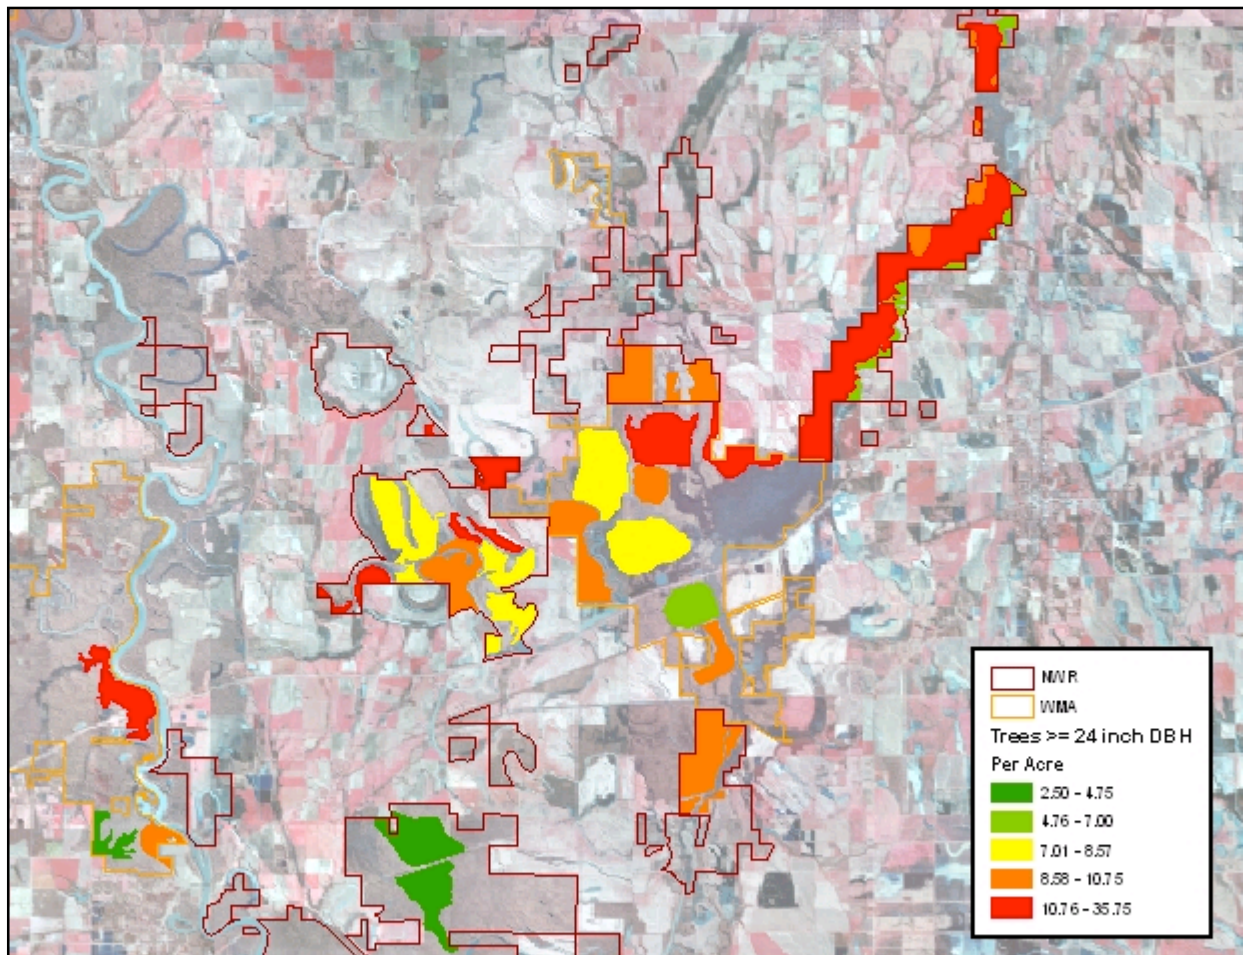 NWR
WMA
Trees >= 24 inch DBH
Per Acre
2.50 - 4.75
4.76 - 7.00
7.01 - 8.57
8.58 - 10.75
10.76 - 35.75